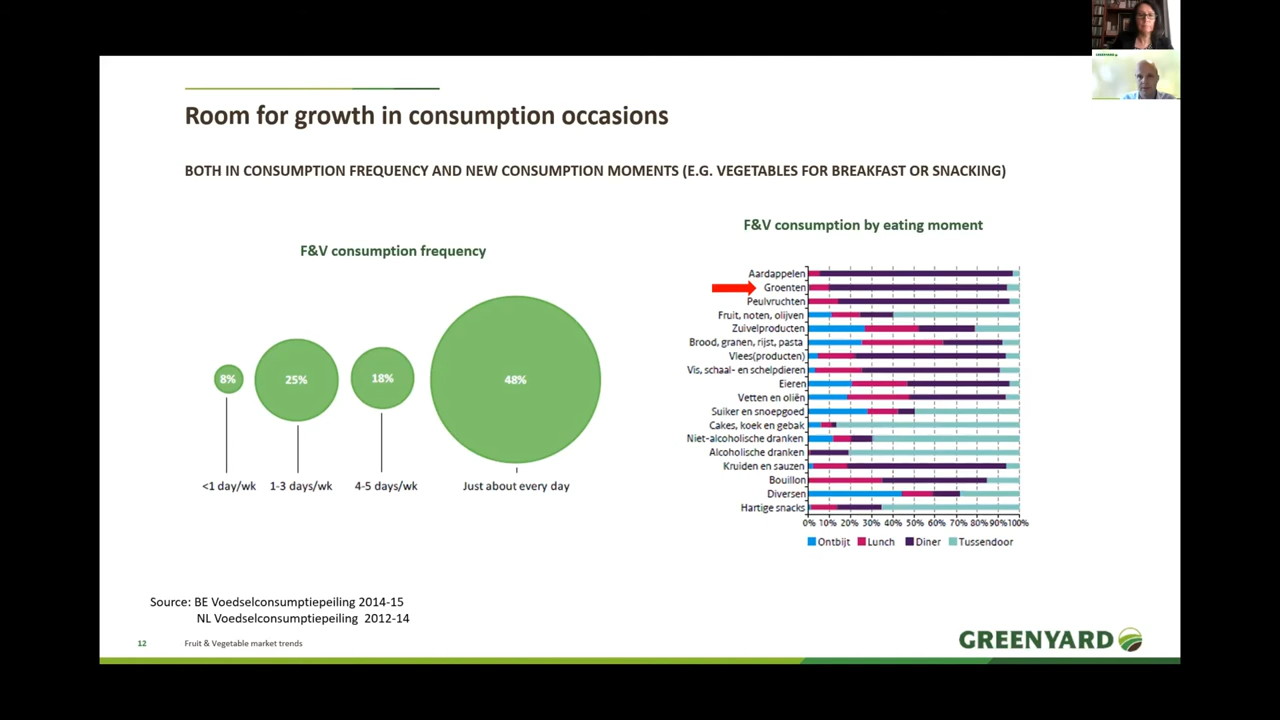 Room for growth in consumption occasions
BOTH IN CONSUMPTION FREQUENCY AND NEW CONSUMPTION MOMENTS (E.G. VEGETABLES FOR BREAKFAST OR SNACKING)
F&V consumption frequency
8%
25%
18%
48%
<1 day/wk
1-3 days/wk
4-5 days/wk
Just about every day
F&V consumption by eating moment
Aardappelen
Groenten
Peulvruchten
Fruit, noten, olijven
Zuivelproducten
Brood, granen, rijst, pasta
Vlees(producten)
Vis, schaal- en schelpdieren
Eieren
Vetten en oliën
Suiker en snoepgoed
Cakes, koek en gebak
Niet-alcoholische dranken
Alcoholische dranken
Kruiden en sauzen
Bouillon
Diversen
Hartige snacks
0% 10% 20% 30% 40% 50% 60% 70% 80% 90% 100%
Ontbijt Lunch Diner Tussendoor
Source: BE Voedselconsumptiepeiling 2014-15
NL Voedselconsumptiepeiling 2012-14
12 Fruit & Vegetable market trends
GREENYARD